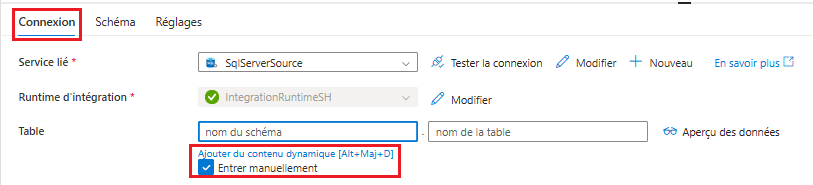 Connexion Schéma Réglages
Service lié * SqlServerSource Tester la connexion Modifier Nouveau En savoir plus
Runtime d'intégration * IntegrationRuntimeSH Modifier
Table nom du schéma . nom de la table Aperçu des données
Ajouter du contenu dynamique [Alt+Maj+D]
Entrer manuellement